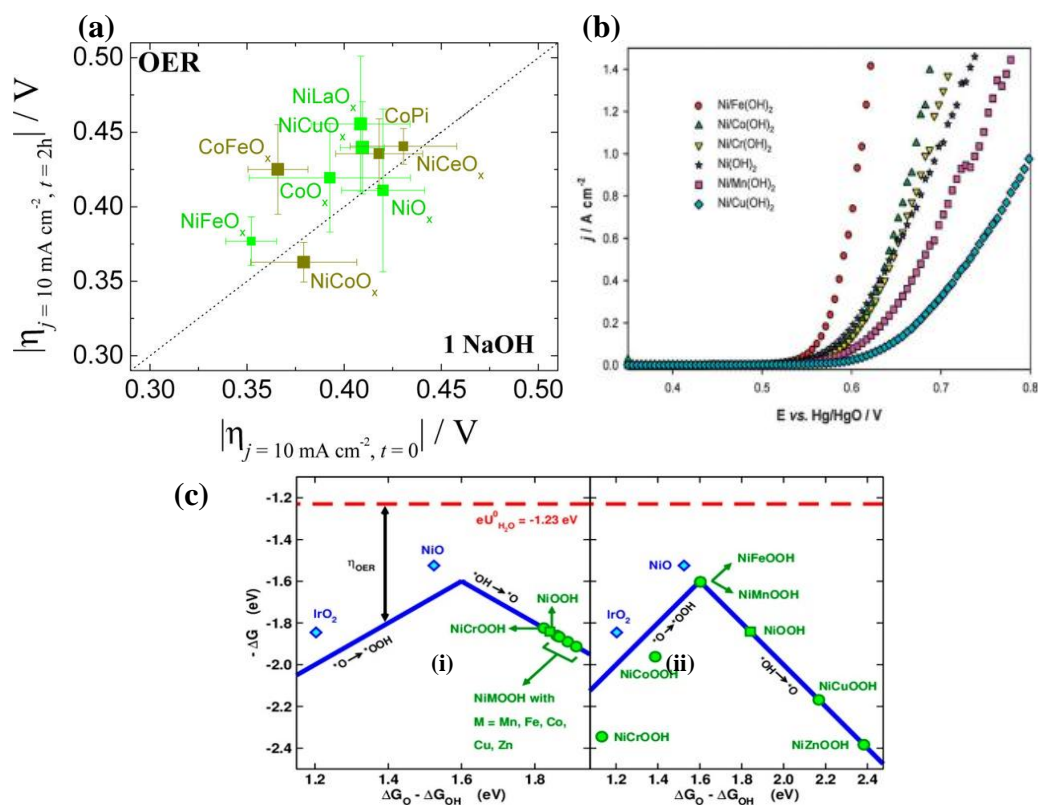 (a)
OER
0.50
0.45
0.40
0.35
0.30
|η j = 10 mA cm-2, t = 2h| / V
NiLaOx
CoPi
NiCuOx
CoFeOx
NiCeOx
CoOx
NiOx
NiFeOx
NiCoOx
1 NaOH
0.30 0.35 0.40 0.45 0.50
|η j = 10 mA cm-2, t = 0| / V
(b)
1.4
1.2
1.0
0.8
0.6
0.4
0.2
0.0
j / A cm-2
Ni/Fe(OH)2
Ni/Co(OH)2
Ni/Cr(OH)2
Ni(OH)2
Ni/Mn(OH)2
Ni/Cu(OH)2
0.4 0.5 0.6 0.7 0.8
E vs. Hg/HgO / V
(c)
-1.2
-1.4
-1.6
-1.8
-2.0
-2.2
-2.4
- ΔG (eV)
eU0H2O = -1.23 eV
ηOER
NiO
IrO2
*O → *OOH
*OH → *O
NiOOH
NiCrOOH
(i)
NiMOOH with
M = Mn, Fe, Co,
Cu, Zn
1.2 1.4 1.6 1.8
ΔGO - ΔGOH (eV)
NiO
NiFeOOH
NiMnOOH
IrO2
*O → *OOH
NiOOH
NiCoOOH
(ii)
*OH → *O
NiCuOOH
NiCrOOH
NiZnOOH
1.2 1.4 1.6 1.8 2.0 2.2 2.4
ΔGO - ΔGOH (eV)